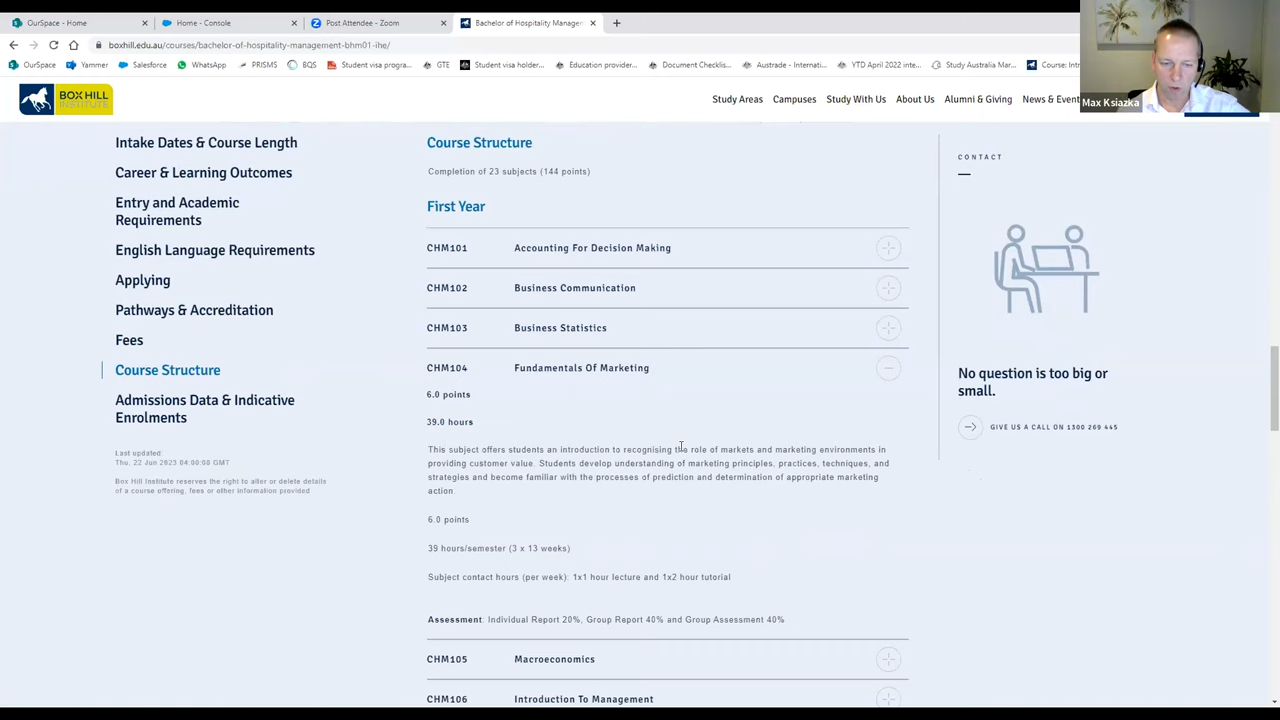 OurSpace - Home
Home - Console
Post Attendee - Zoom
Bachelor of Hospitality Managem
boxhill.edu.au/courses/bachelor-of-hospitality-management-bhm01-ihe/
OurSpace
Yammer
Salesforce
WhatsApp
PRISMS
BQS
Student visa progra...
GTE
Student visa holder...
Education provider...
Document Checklis...
Austrade - Internati...
YTD April 2022 inte...
Study Australia Mar...
Course: Int
Max Ksiazka
BOX HILL
INSTITUTE
Study Areas
Campuses
Study With Us
About Us
Alumni & Giving
News & Event
Intake Dates & Course Length
Career & Learning Outcomes
Entry and Academic
Requirements
English Language Requirements
Applying
Pathways & Accreditation
Fees
Course Structure
Admissions Data & Indicative
Enrolments
Last updated:
Thu, 22 Jun 2023 04:00:00 GMT
Box Hill Institute reserves the right to alter or delete details
of a course offering, fees or other information provided
Course Structure
Completion of 23 subjects (144 points)
First Year
CHM101 Accounting For Decision Making
CHM102 Business Communication
CHM103 Business Statistics
CHM104 Fundamentals Of Marketing
6.0 points
39.0 hours
This subject offers students an introduction to recognising the role of markets and marketing environments in
providing customer value. Students develop understanding of marketing principles, practices, techniques, and
strategies and become familiar with the processes of prediction and determination of appropriate marketing
action.
6.0 points
39 hours/semester (3 x 13 weeks)
Subject contact hours (per week): 1x1 hour lecture and 1x2 hour tutorial
Assessment: Individual Report 20%, Group Report 40% and Group Assessment 40%
CHM105 Macroeconomics
CHM106 Introduction To Management
CONTACT
No question is too big or
small.
GIVE US A CALL ON 1300 269 445